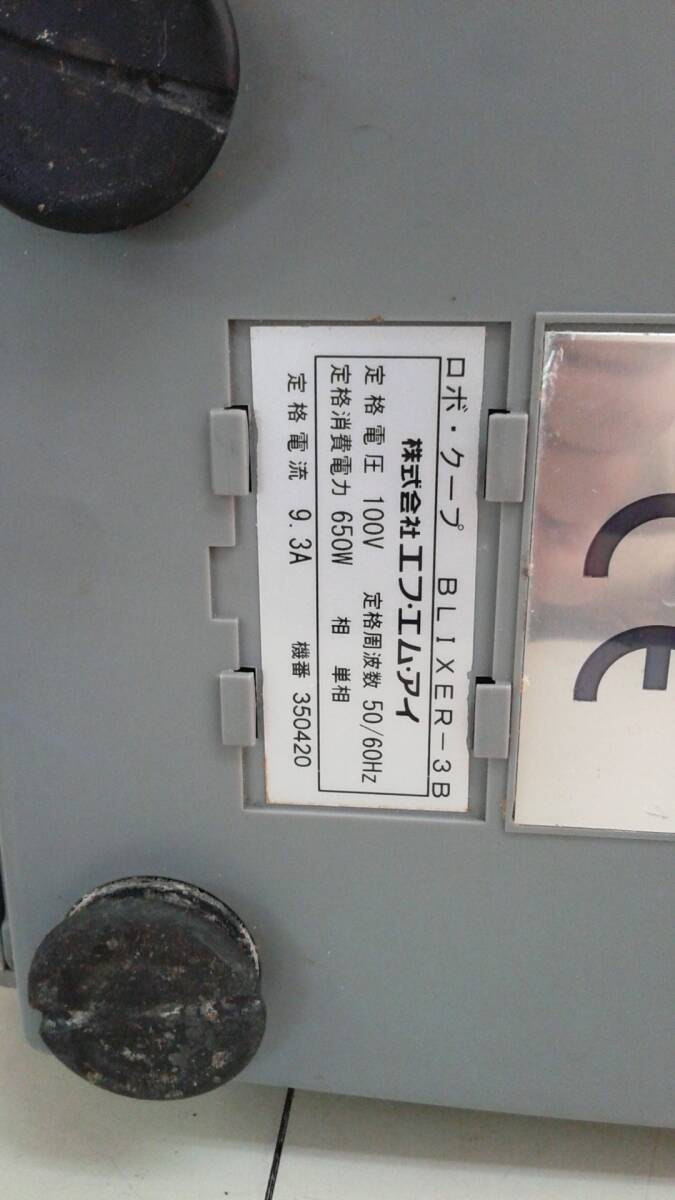 ロボ・クープ BLIXER-3B
株式会社エフ・エム・アイ
定格電圧 100V 定格周波数 50/60Hz
定格消費電力 650W 相 単相
定格電流 9.3A 機番 350420
CE